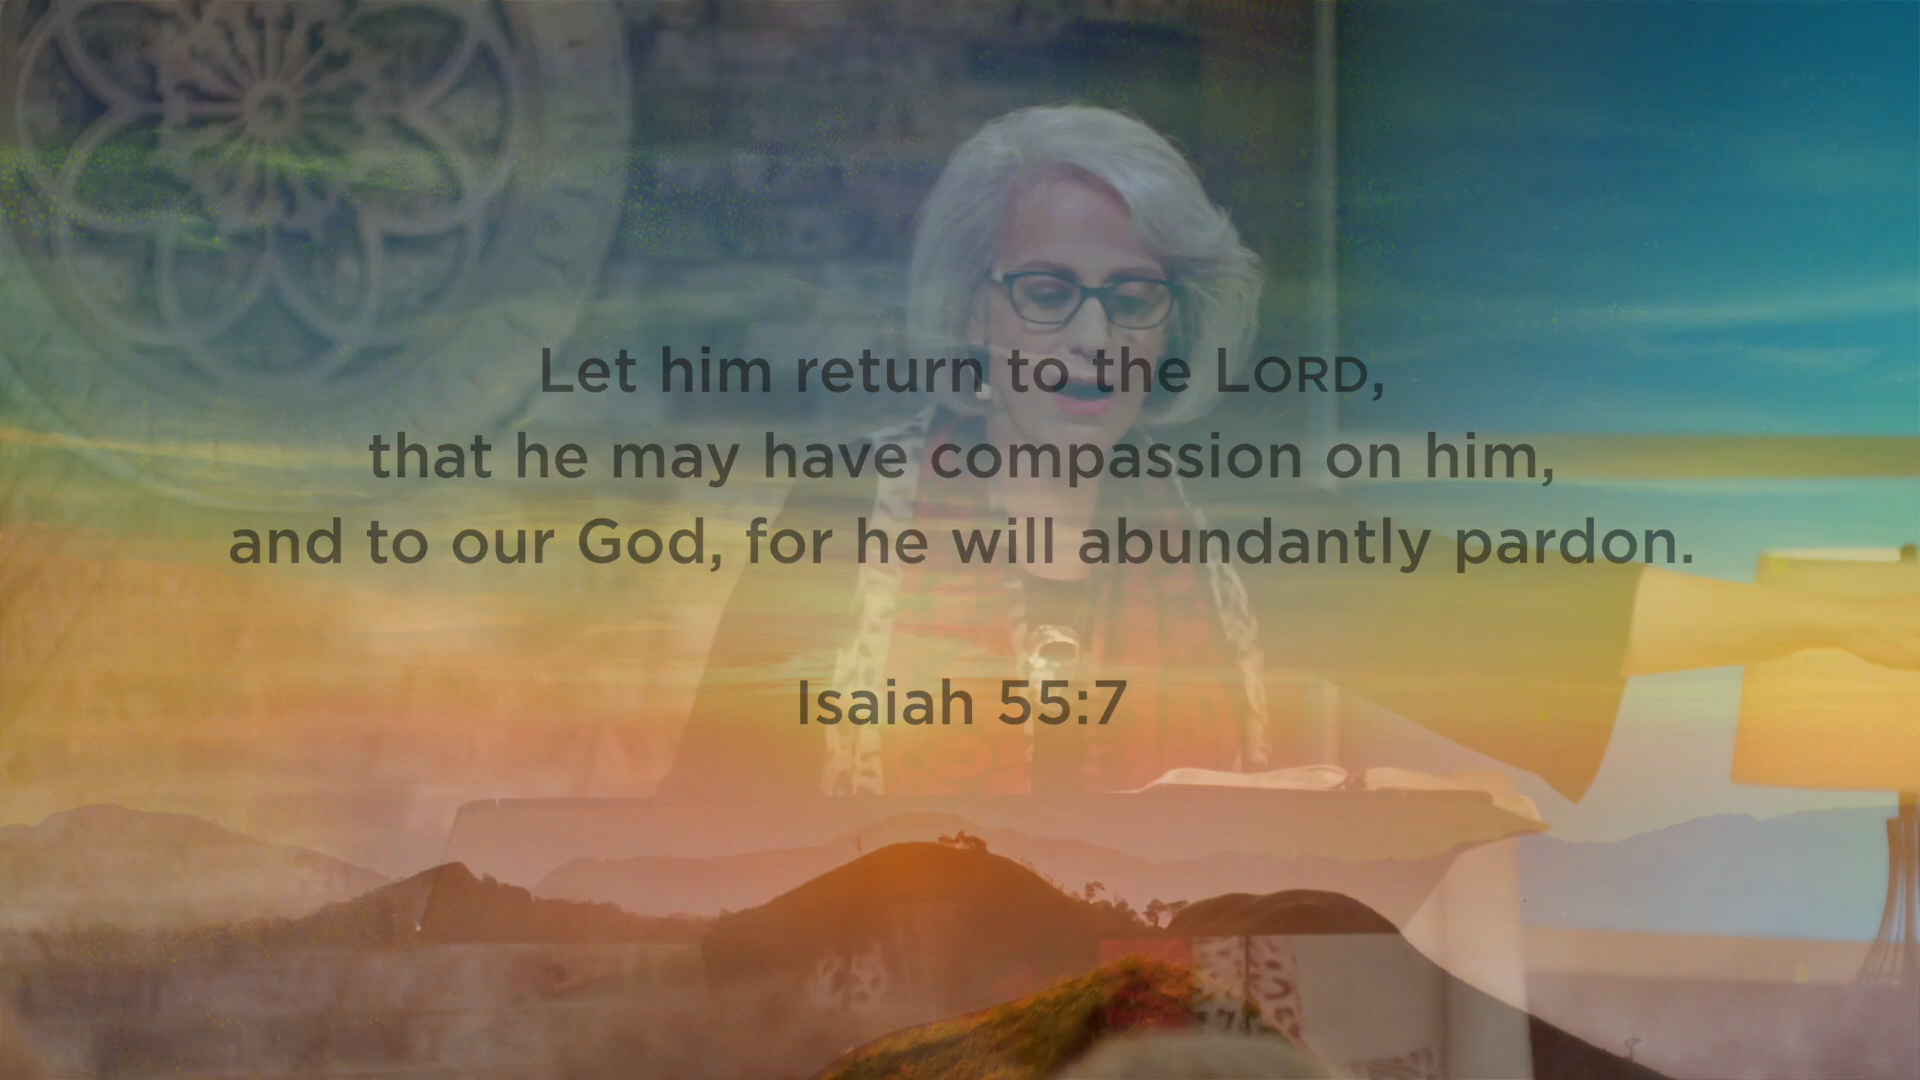 Let him return to the LORD,
that he may have compassion on him,
and to our God, for he will abundantly pardon.
Isaiah 55:7